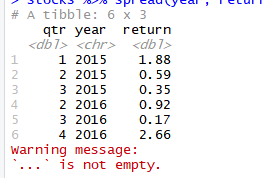 > stocks %>% spread(year, return
# A tibble: 6 x 3
qtr year return
<dbl> <chr> <dbl>
1 1 2015 1.88
2 2 2015 0.59
3 3 2015 0.35
4 2 2016 0.92
5 3 2016 0.17
6 4 2016 2.66
Warning message:
`...` is not empty.